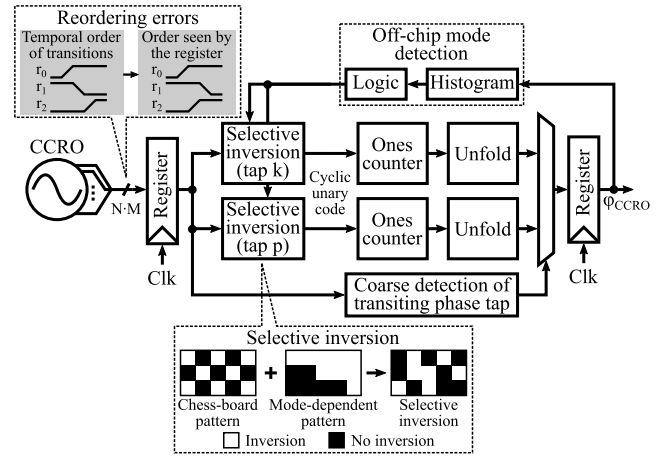 Reordering errors
Temporal order
of transitions
r0
r1
r2
Order seen by
the register
r0
r1
r2
Off-chip mode
detection
Logic
Histogram
CCRO
N·M
Register
Clk
Selective
inversion
(tap k)
Cyclic
unary
code
Selective
inversion
(tap p)
Ones
counter
Unfold
Ones
counter
Unfold
Coarse detection of
transiting phase tap
Register
Clk
φCCRO
Selective inversion
Chess-board
pattern
Mode-dependent
pattern
Selective
inversion
Inversion
No inversion